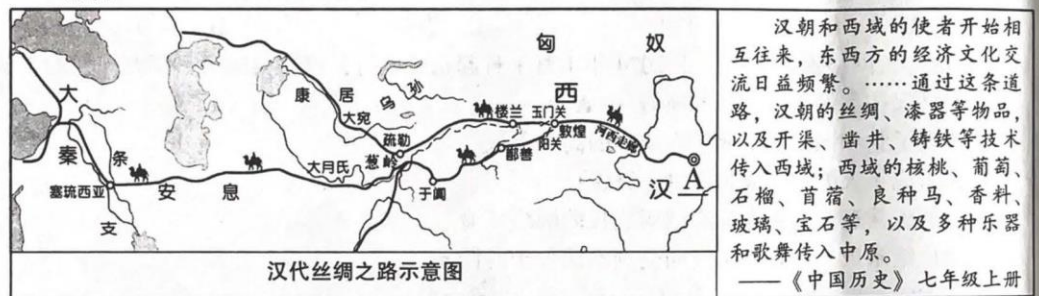 匈 奴
西
康 居
乌 孙
大宛
大
秦
条
支
塞琉西亚
安 息
大月氏
疏勒
葱岭
于阗
楼兰
鄯善
玉门关
阳关
敦煌
河西走廊
汉
A
汉代丝绸之路示意图
汉朝和西域的使者开始相
互往来，东西方的经济文化交
流日益频繁。 通过这条道
路，汉朝的丝绸、漆器等物品，
以及开渠、凿井、铸铁等技术
传入西域；西域的核桃、葡萄、
石榴、苜蓿、良种马、香料、
玻璃、宝石等，以及多种乐器
和歌舞传入中原。
——《中国历史》七年级上册